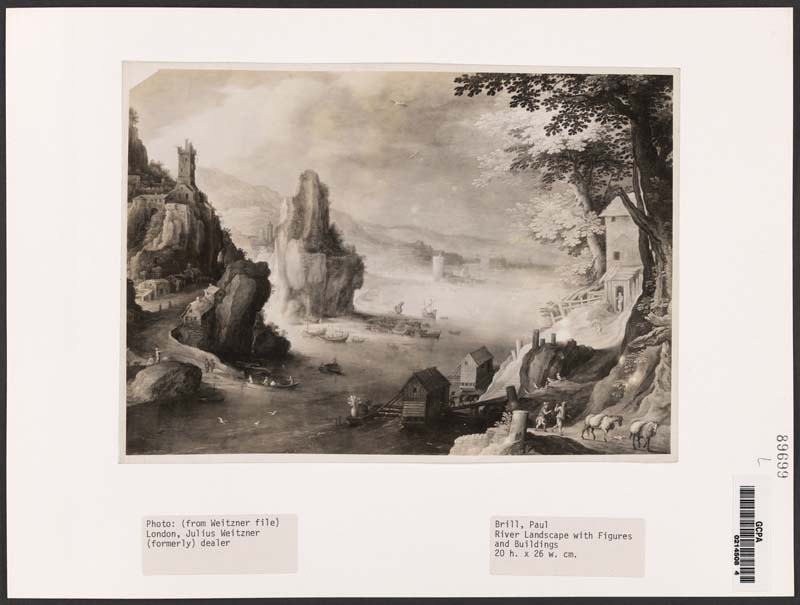 Photo: (from Weitzner file)
London, Julius Weitzner
(formerly) dealer
Brill, Paul
River Landscape with Figures
and Buildings
20 h. x 26 w. cm.
89699
GCPA
0214508 4